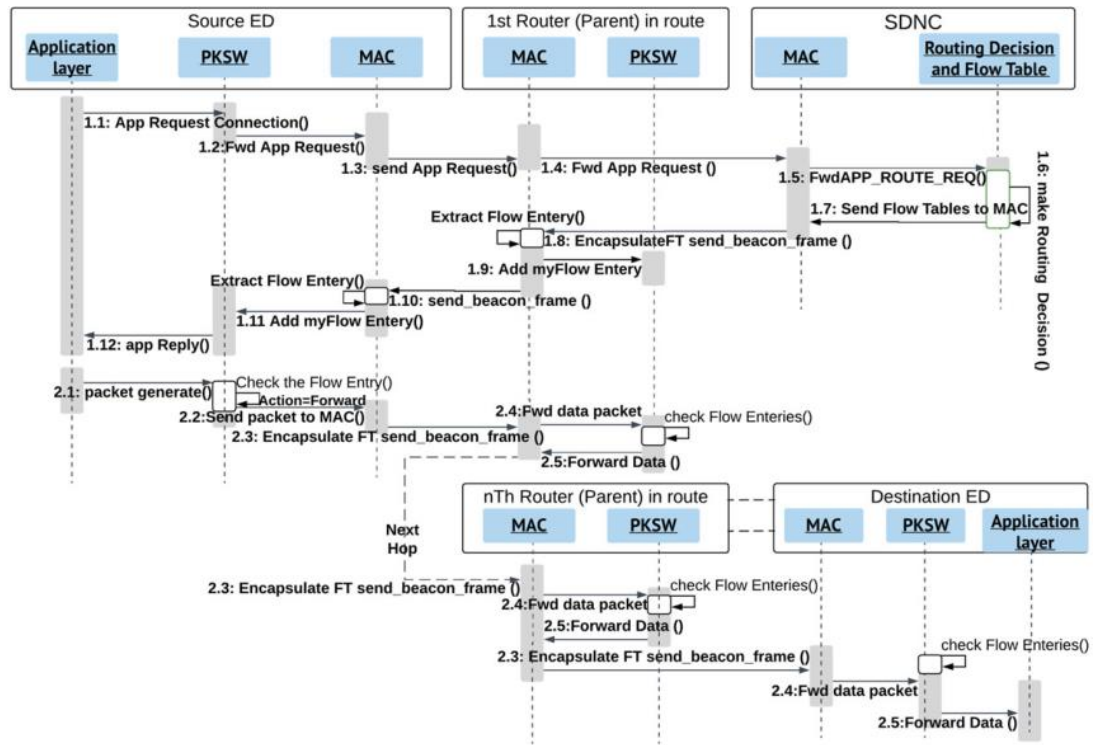 Source ED
1st Router (Parent) in route
SDNC
Application
layer
PKSW
MAC
MAC
PKSW
MAC
Routing Decision
and Flow Table
1.1: App Request Connection()
1.2:Fwd App Request()
1.3: send App Request()
1.4: Fwd App Request ()
1.5: FwdAPP_ROUTE_REQ()
1.6: make Routing Decision ()
1.7: Send Flow Tables to MAC
Extract Flow Entery()
1.8: EncapsulateFT send_beacon_frame ()
1.9: Add myFlow Entery
Extract Flow Entery()
1.10: send_beacon_frame ()
1.11 Add myFlow Entery()
1.12: app Reply()
Check the Flow Entry()
2.1: packet generate()
Action=Forward
2.2:Send packet to MAC()
2.4:Fwd data packet
check Flow Enteries()
2.3: Encapsulate FT send_beacon_frame ()
2.5:Forward Data ()
nTh Router (Parent) in route
Destination ED
MAC
PKSW
MAC
PKSW
Application
layer
Next
Hop
2.3: Encapsulate FT send_beacon_frame ()
check Flow Enteries()
2.4:Fwd data packet
2.5:Forward Data ()
2.3: Encapsulate FT send_beacon_frame ()
check Flow Enteries()
2.4:Fwd data packet
2.5:Forward Data ()